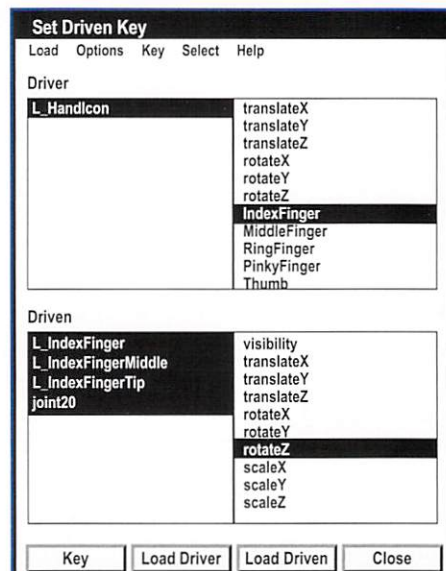 Set Driven Key
Load Options Key Select Help
Driver
L_HandIcon
translateX
translateY
translateZ
rotateX
rotateY
rotateZ
IndexFinger
MiddleFinger
RingFinger
PinkyFinger
Thumb
Driven
L_IndexFinger
L_IndexFingerMiddle
L_IndexFingerTip
joint20
visibility
translateX
translateY
translateZ
rotateX
rotateY
rotateZ
scaleX
scaleY
scaleZ
Key Load Driver Load Driven Close